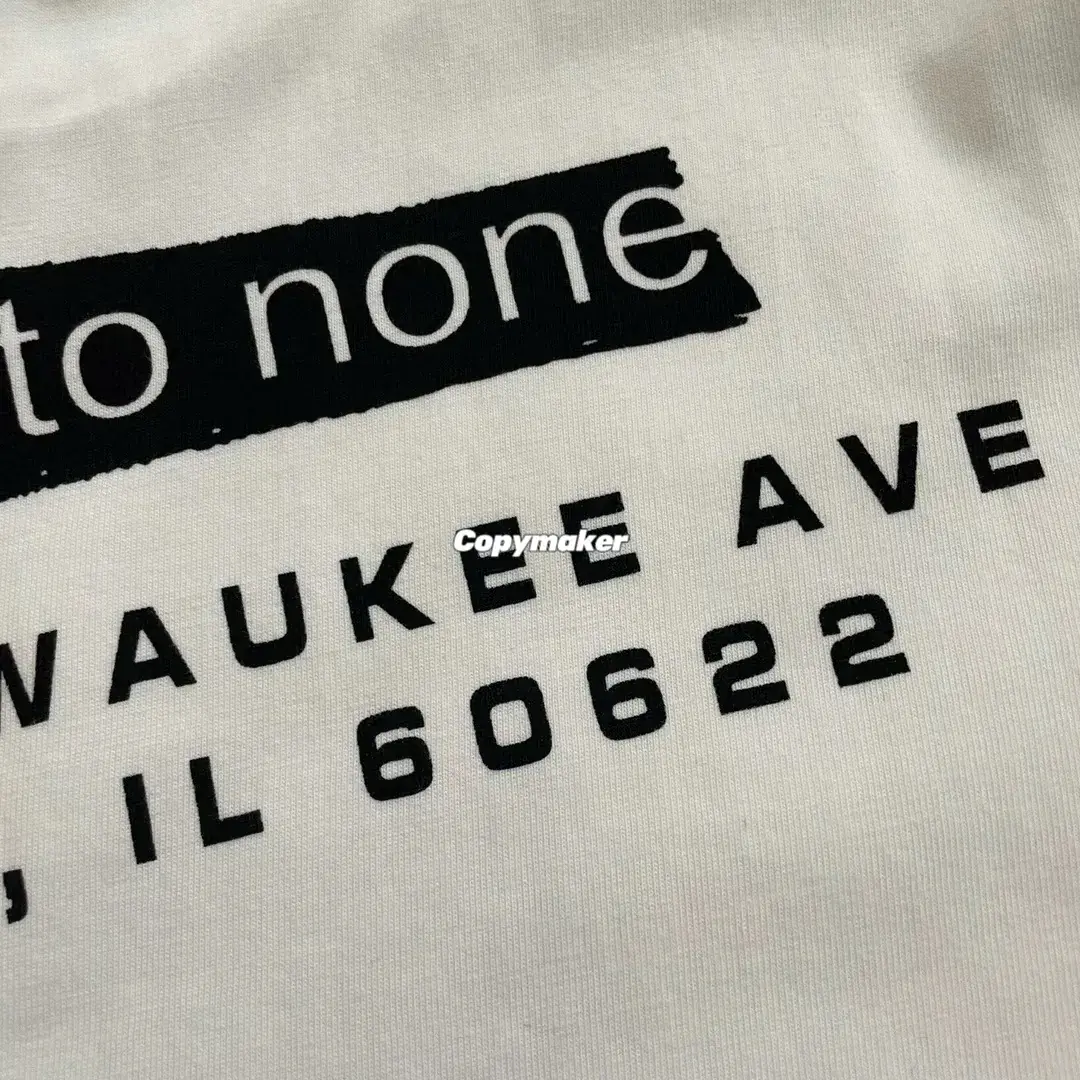 to none
WAUKEE AVE
Copymaker
, IL 60622